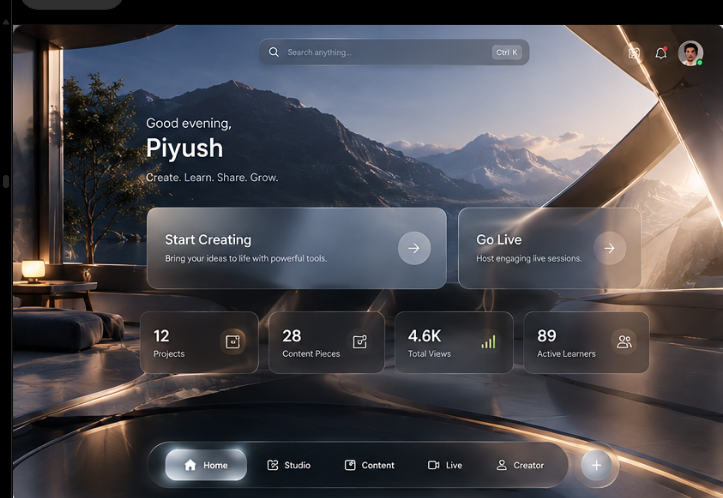 Search anything...
Ctrl K
Good evening,
Piyush
Create. Learn. Share. Grow.
Start Creating
Bring your ideas to life with powerful tools.
Go Live
Host engaging live sessions.
12
Projects
28
Content Pieces
4.6K
Total Views
89
Active Learners
Home
Studio
Content
Live
Creator